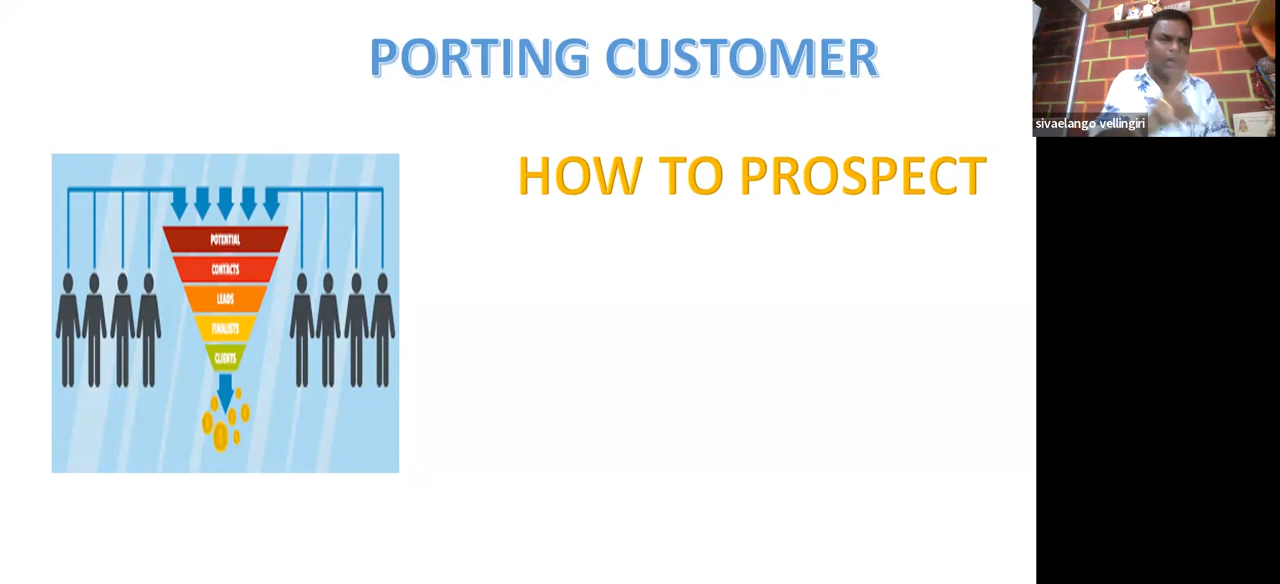 PORTING CUSTOMER
sivaelango vellingiri
HOW TO PROSPECT
POTENTIAL
CONTACTS
LEADS
FINALISTS
CLIENTS